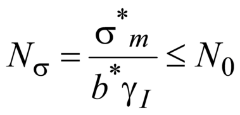 N_σ = σ*_m / b*γ_I ≤ N_0